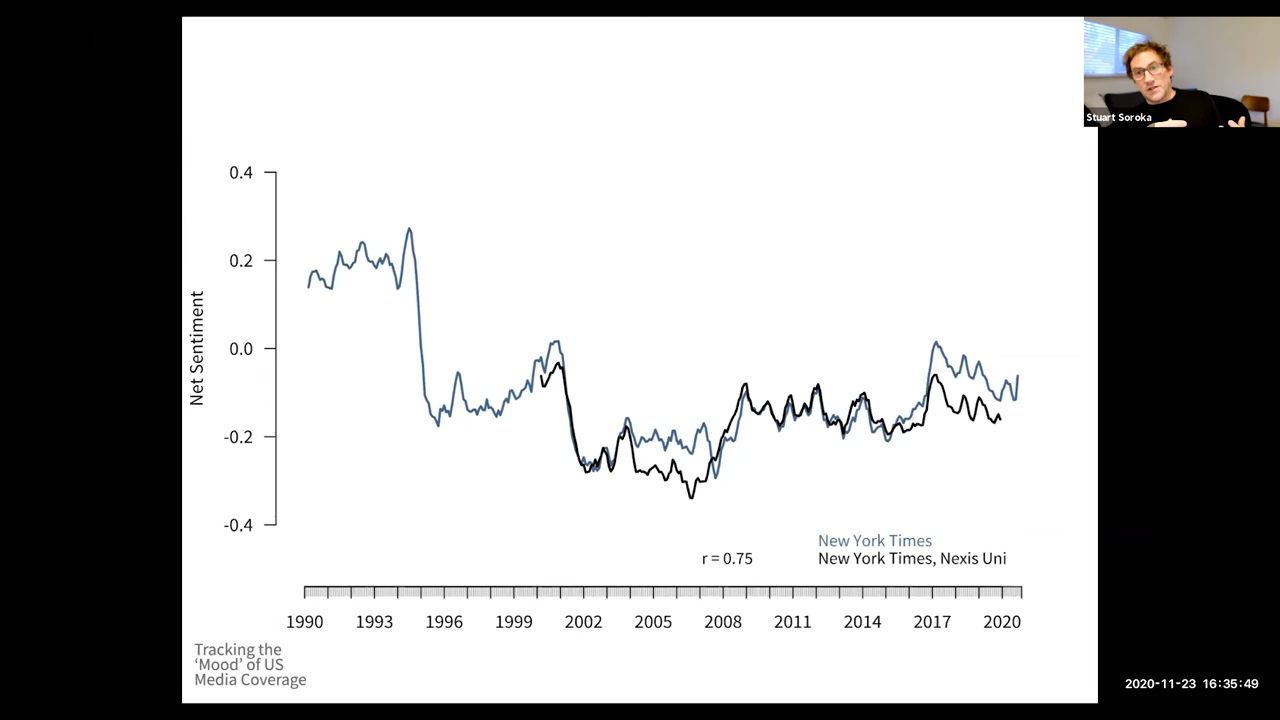 Stuart Soroka
0.4
0.2
0.0
-0.2
-0.4
Net Sentiment
New York Times
r = 0.75
New York Times, Nexis Uni
1990 1993 1996 1999 2002 2005 2008 2011 2014 2017 2020
Tracking the
‘Mood’ of US
Media Coverage
2020-11-23 16:35:49